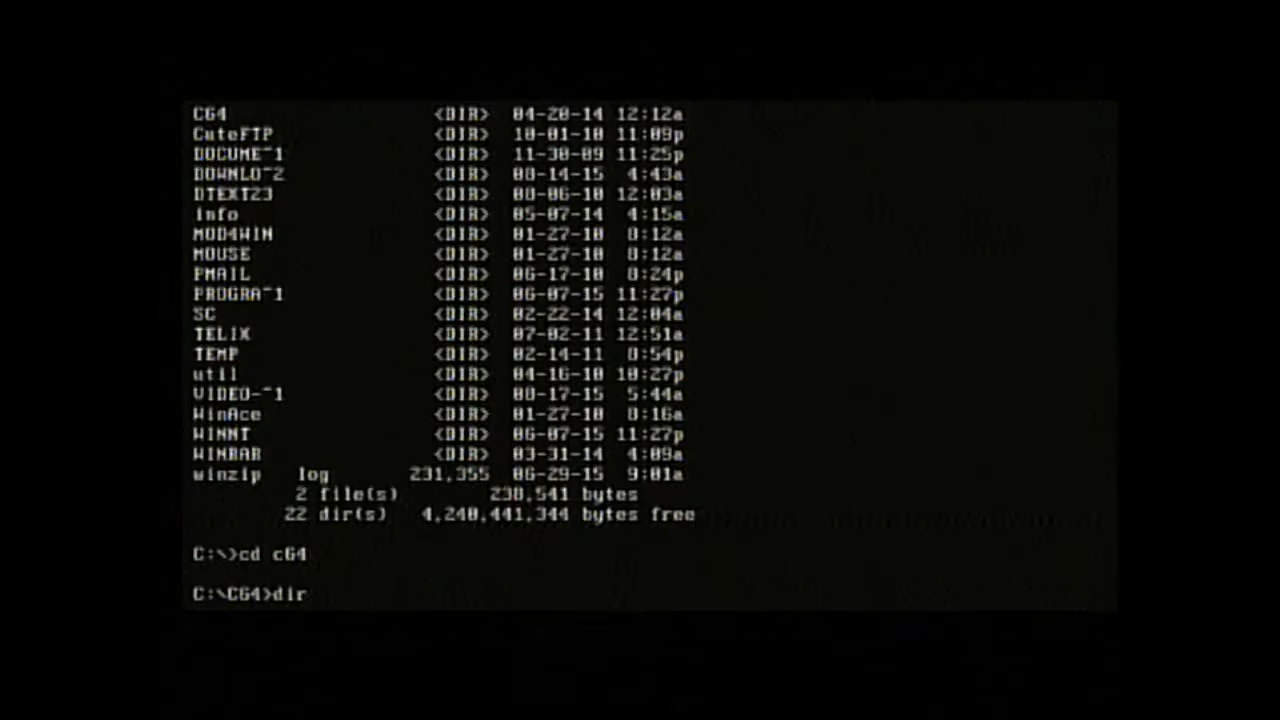 C64 <DIR> 04-20-14 12:12a
CuteFTP <DIR> 10-01-10 11:09p
DOCUME~1 <DIR> 11-30-09 11:25p
DOWNLO~2 <DIR> 08-14-15 4:43a
DTEXT23 <DIR> 08-06-10 12:03a
info <DIR> 05-07-14 4:15a
MOD4WIN <DIR> 01-27-10 8:12a
MOUSE <DIR> 01-27-10 8:12a
PMAIL <DIR> 06-17-10 8:24p
PROGRA~1 <DIR> 06-07-15 11:27p
SC <DIR> 02-22-14 12:04a
TELIX <DIR> 07-02-11 12:51a
TEMP <DIR> 02-14-11 8:54p
util <DIR> 04-16-10 10:27p
VIDEO-~1 <DIR> 08-17-15 5:44a
WinAce <DIR> 01-27-10 8:16a
WINNT <DIR> 06-07-15 11:27p
WINRAR <DIR> 03-31-14 4:09a
winzip log 231,355 06-29-15 9:01a
2 file(s) 230,541 bytes
22 dir(s) 4,240,441,344 bytes free
C:\>cd c64
C:\C64>dir